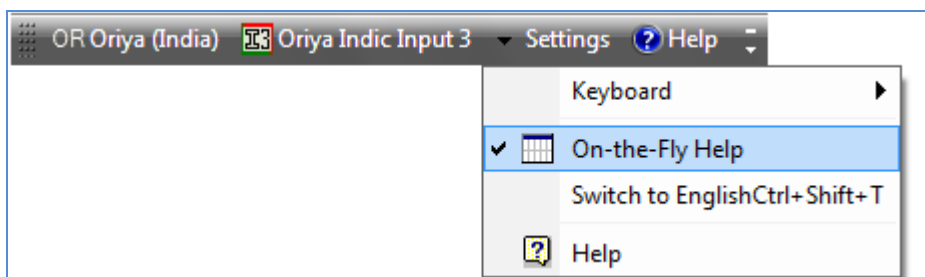 OR Oriya (India) Oriya Indic Input 3 Settings Help
Keyboard
On-the-Fly Help
Switch to EnglishCtrl+Shift+T
Help